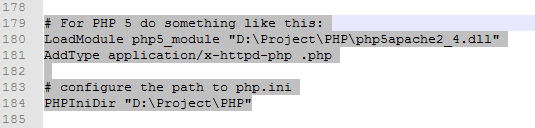 178
179 # For PHP 5 do something like this:
180 LoadModule php5_module "D:\Project\PHP\php5apache2_4.dll"
181 AddType application/x-httpd-php .php
182
183 # configure the path to php.ini
184 PHPIniDir "D:\Project\PHP"
185